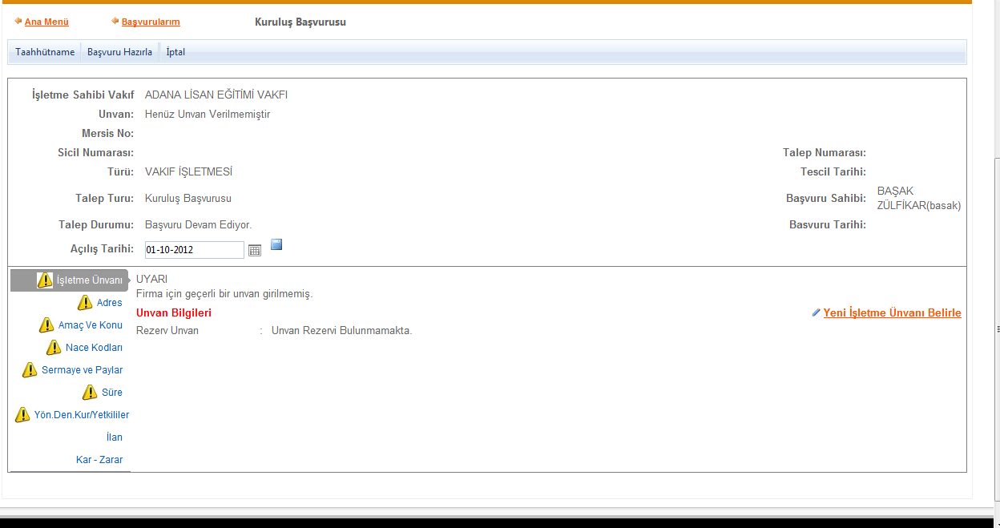 Ana Menü Başvurularım Kuruluş Başvurusu
Taahhütname Başvuru Hazırla İptal
İşletme Sahibi Vakıf ADANA LİSAN EĞİTİMİ VAKFI
Unvan: Henüz Unvan Verilmemiştir
Mersis No:
Sicil Numarası: Talep Numarası:
Türü: VAKIF İŞLETMESİ Tescil Tarihi:
Talep Turu: Kuruluş Başvurusu Başvuru Sahibi: BAŞAK
ZÜLFİKAR(basak)
Talep Durumu: Başvuru Devam Ediyor. Basvuru Tarihi:
Açılış Tarihi: 01-10-2012
İşletme Ünvanı UYARI
Firma için geçerli bir unvan girilmemiş.
Adres
Unvan Bilgileri Yeni İşletme Ünvanı Belirle
Amaç Ve Konu
Rezerv Unvan : Unvan Rezervi Bulunmamakta.
Nace Kodları
Sermaye ve Paylar
Süre
Yön.Den.Kur/Yetkililer
İlan
Kar - Zarar